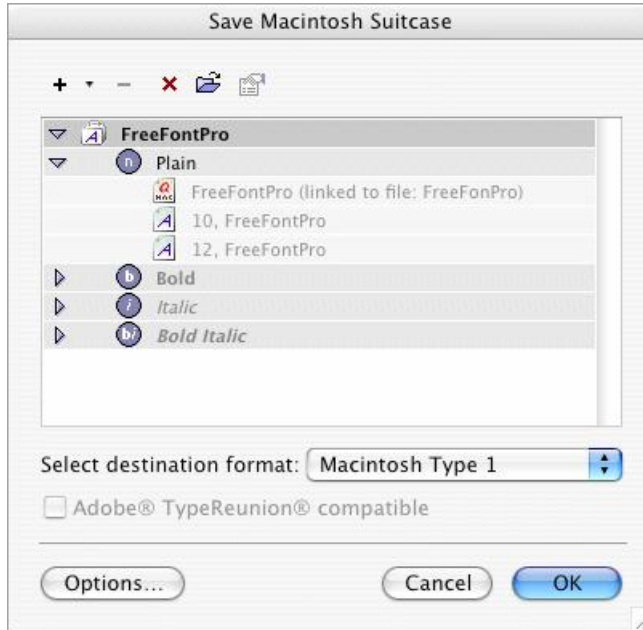 Save Macintosh Suitcase
FreeFontPro
n Plain
FreeFontPro (linked to file: FreeFonPro)
10, FreeFontPro
12, FreeFontPro
b Bold
i Italic
bi Bold Italic
Select destination format: Macintosh Type 1
Adobe® TypeReunion® compatible
Options... Cancel OK